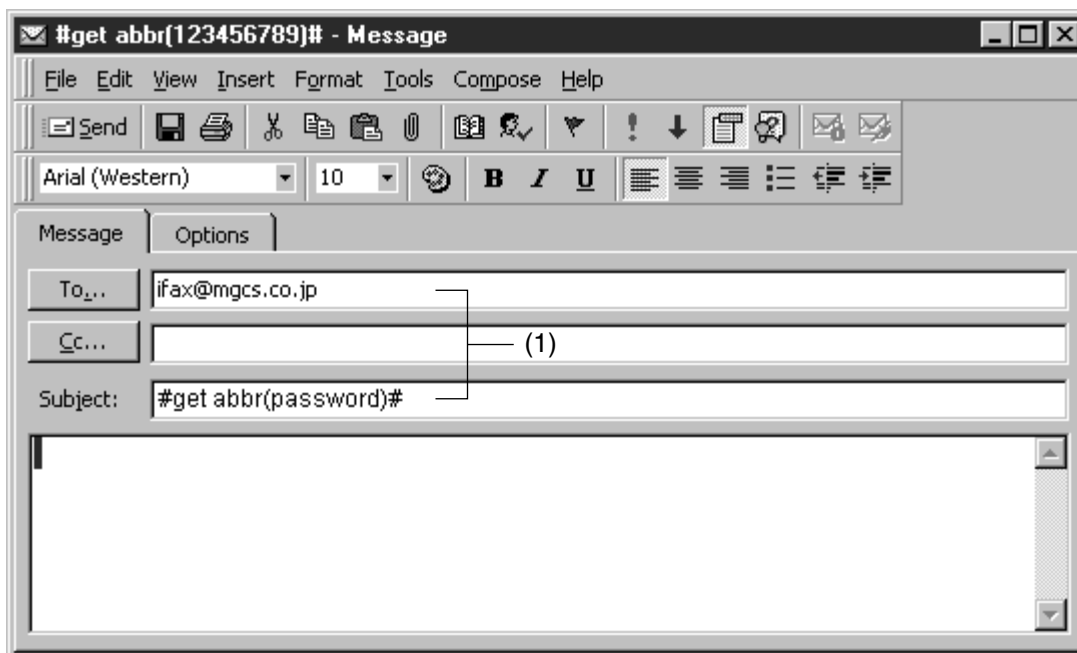 #get abbr(123456789)# - Message
File Edit View Insert Format Tools Compose Help
Send
Arial (Western) 10 B I U
Message Options
To... ifax@mgcs.co.jp
Cc...
(1)
Subject: #get abbr(password)#